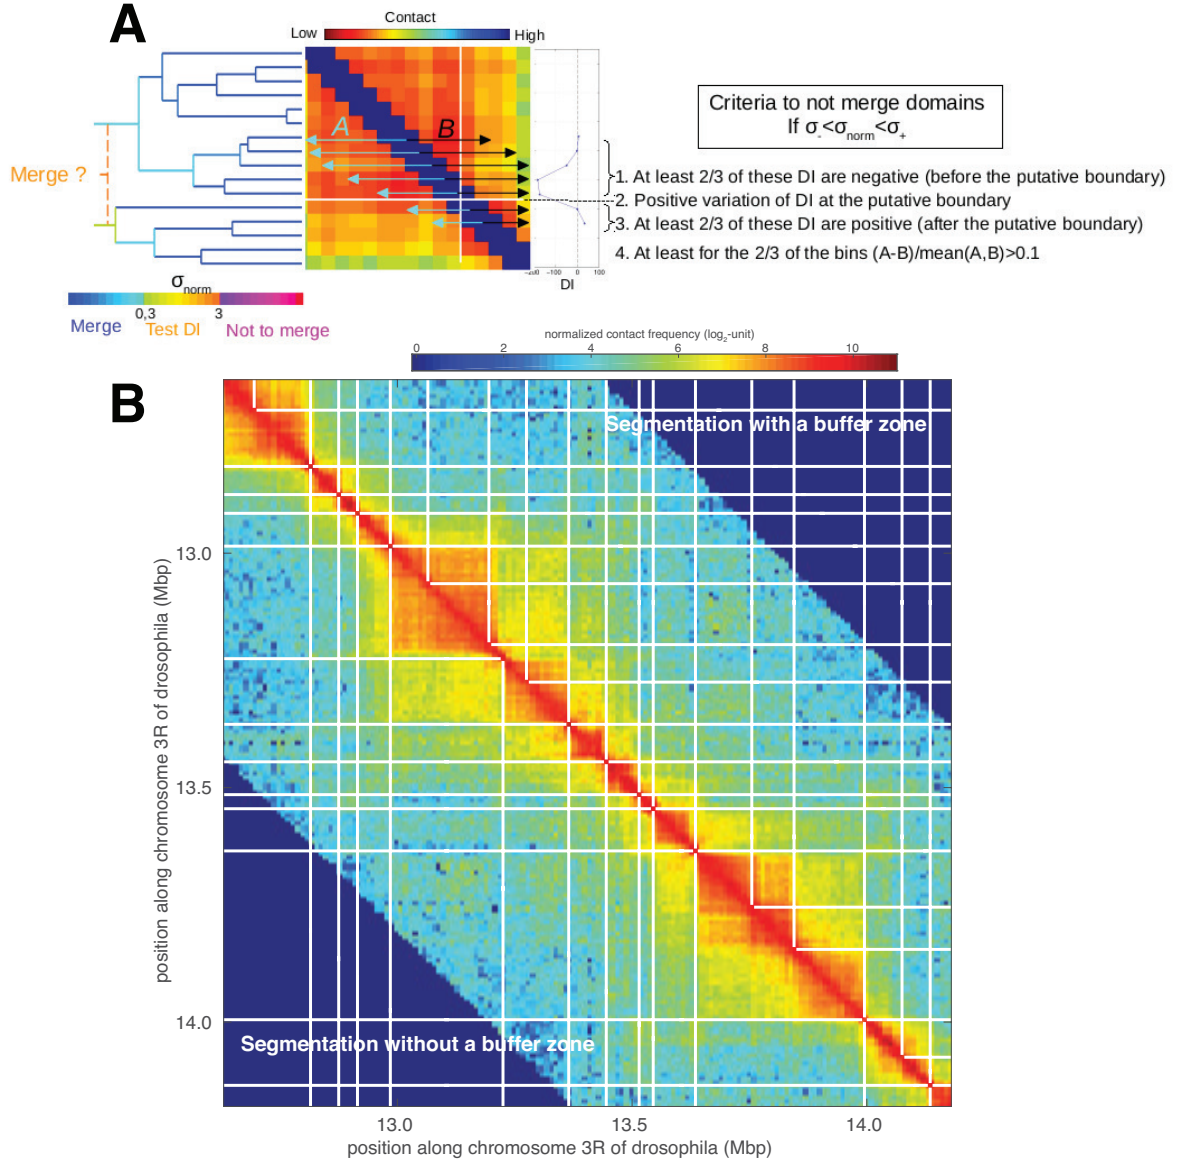 A
Contact
Low High
A B
Merge ?
Criteria to not merge domains
If σ-<σnorm<σ+
1. At least 2/3 of these DI are negative (before the putative boundary)
2. Positive variation of DI at the putative boundary
3. At least 2/3 of these DI are positive (after the putative boundary)
4. At least for the 2/3 of the bins (A-B)/mean(A,B)>0.1
-200 -100 0 100
DI
σnorm
0,3 3
Merge Test DI Not to merge
normalized contact frequency (log2-unit)
0 2 4 6 8 10
B
Segmentation with a buffer zone
13.0
13.5
14.0
position along chromosome 3R of drosophila (Mbp)
Segmentation without a buffer zone
13.0 13.5 14.0
position along chromosome 3R of drosophila (Mbp)